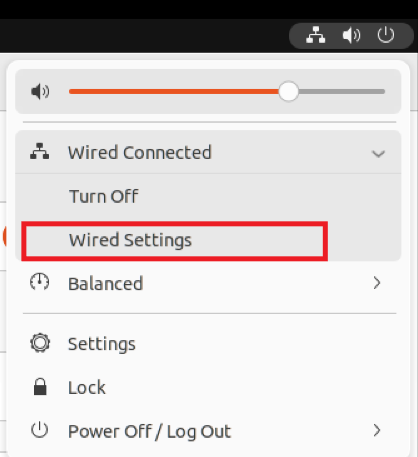 Wired Connected
Turn Off
Wired Settings
Balanced
Settings
Lock
Power Off / Log Out